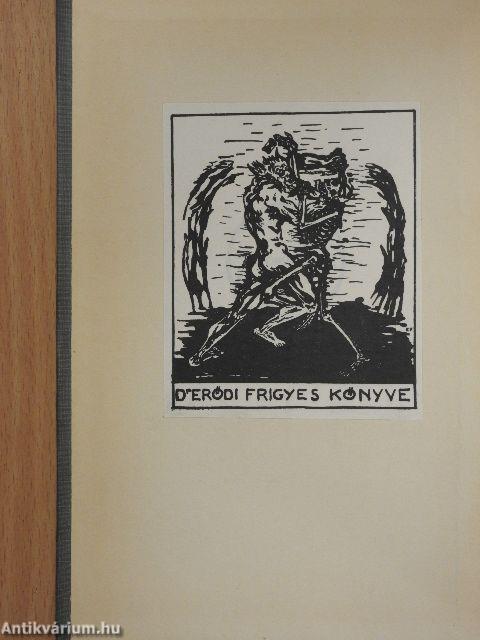 Dr ERŐDI FRIGYES KÖNYVE
Antikvárium.hu